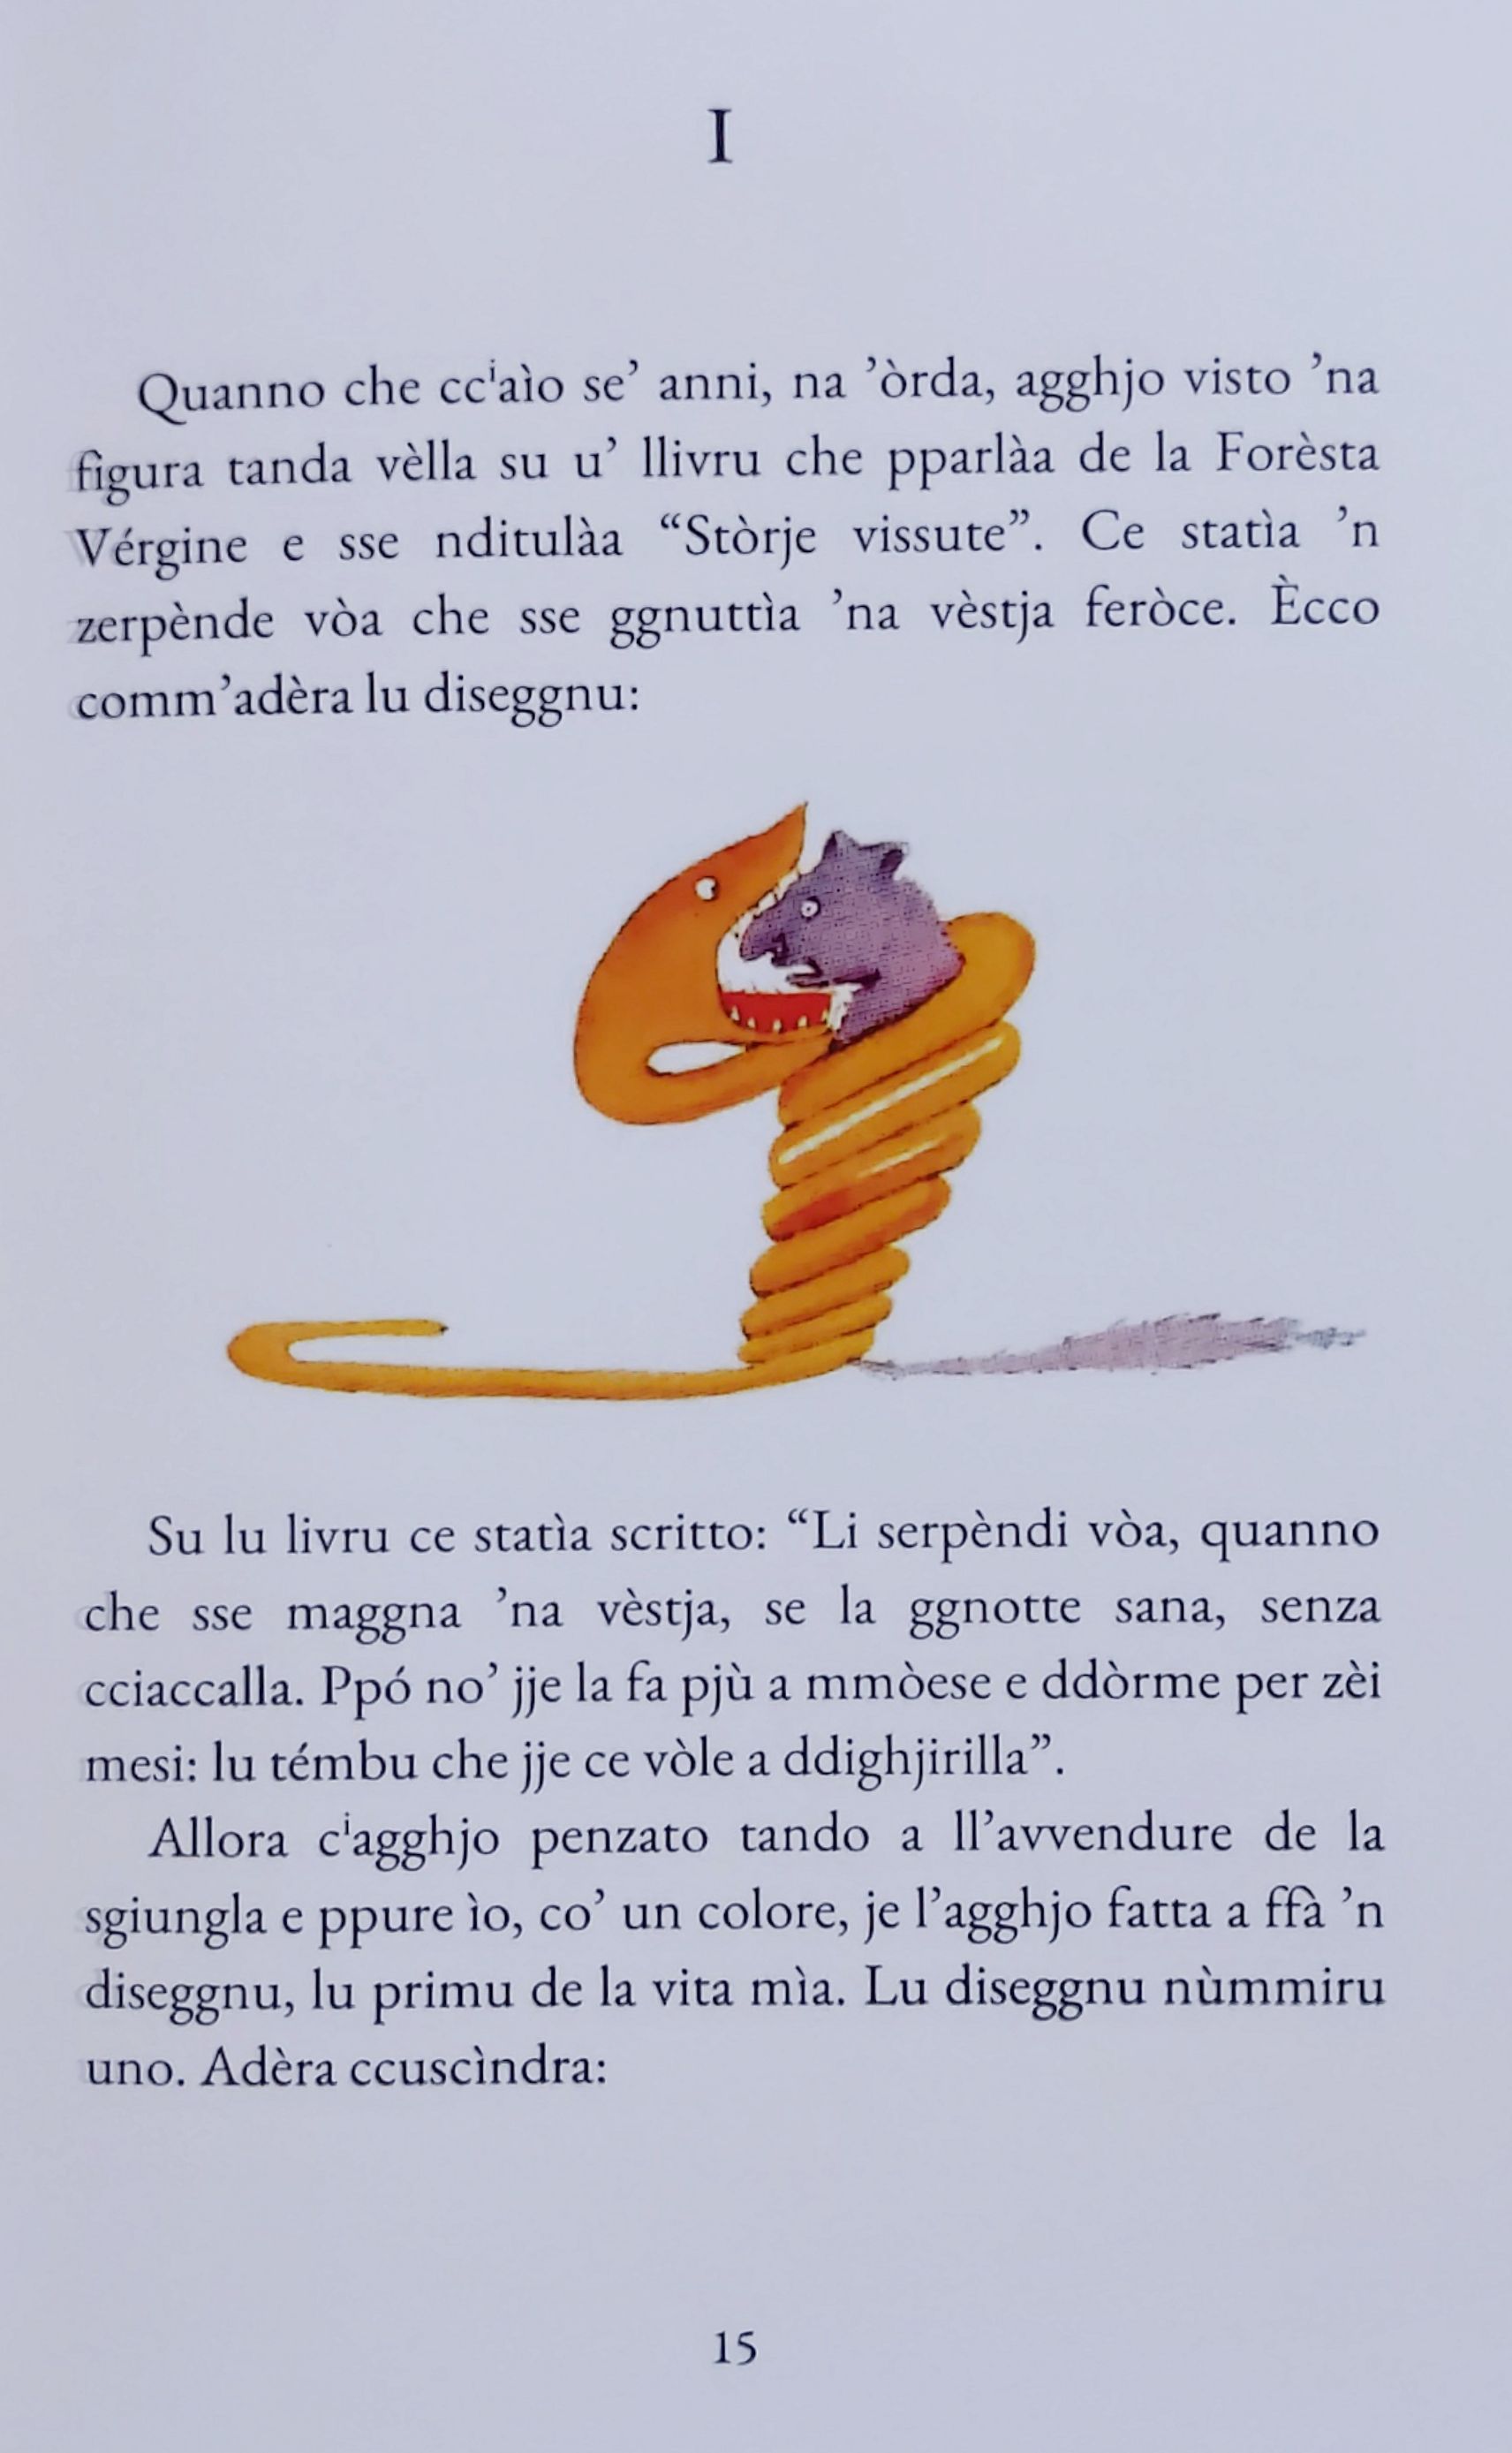 I
Quanno che ccⁱaìo se’ anni, na ’òrda, agghjo visto ’na
figura tanda vèlla su u’ llivru che pparlàa de la Forèsta
Vérgine e sse nditulàa “Stòrje vissute”. Ce statìa ’n
zerpènde vòa che sse ggnuttìa ’na vèstja feròce. Ècco
comm’adèra lu diseggnu:
Su lu livru ce statìa scritto: “Li serpèndi vòa, quanno
che sse maggna ’na vèstja, se la ggnotte sana, senza
cciaccalla. Ppó no’ jje la fa pjù a mmòese e ddòrme per zèi
mesi: lu témbu che jje ce vòle a ddighjirilla”.
Allora cⁱagghjo penzato tando a ll’avvendure de la
sgiungla e ppure ìo, co’ un colore, je l’agghjo fatta a ffà ’n
diseggnu, lu primu de la vita mìa. Lu diseggnu nùmmiru
uno. Adèra ccuscìndra:
15